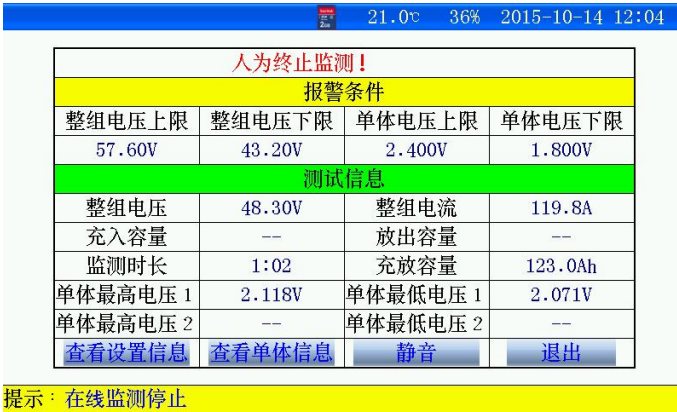 21.0℃ 36% 2015-10-14 12:04
人为终止监测!
报警条件
整组电压上限 整组电压下限 单体电压上限 单体电压下限
57.60V 43.20V 2.400V 1.800V
测试信息
整组电压 48.30V 整组电流 119.8A
充入容量 -- 放出容量 --
监测时长 1:02 充放容量 123.0Ah
单体最高电压1 2.118V 单体最低电压1 2.071V
单体最高电压2 -- 单体最低电压2 --
查看设置信息 查看单体信息 静音 退出
提示:在线监测停止